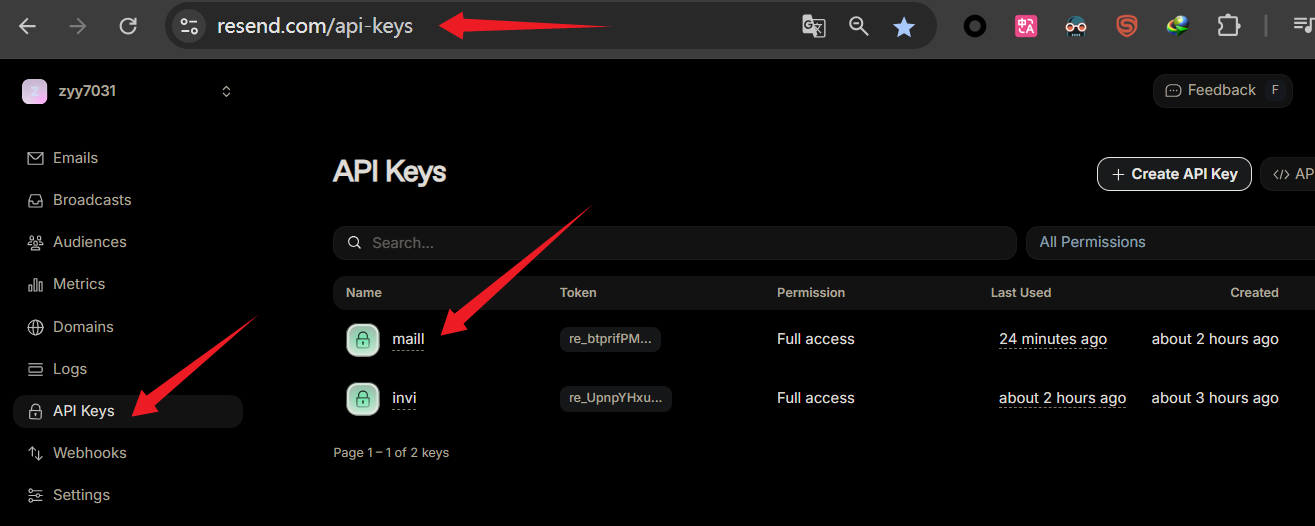 resend.com/api-keys
Z zyy7031
Feedback F
Emails
Broadcasts
Audiences
Metrics
Domains
Logs
API Keys
Webhooks
Settings
API Keys
+ Create API Key
</> AP
Search...
All Permissions
Name Token Permission Last Used Created
maill re_btprifPM... Full access 24 minutes ago about 2 hours ago
invi re_UpnpYHxu... Full access about 2 hours ago about 3 hours ago
Page 1 – 1 of 2 keys